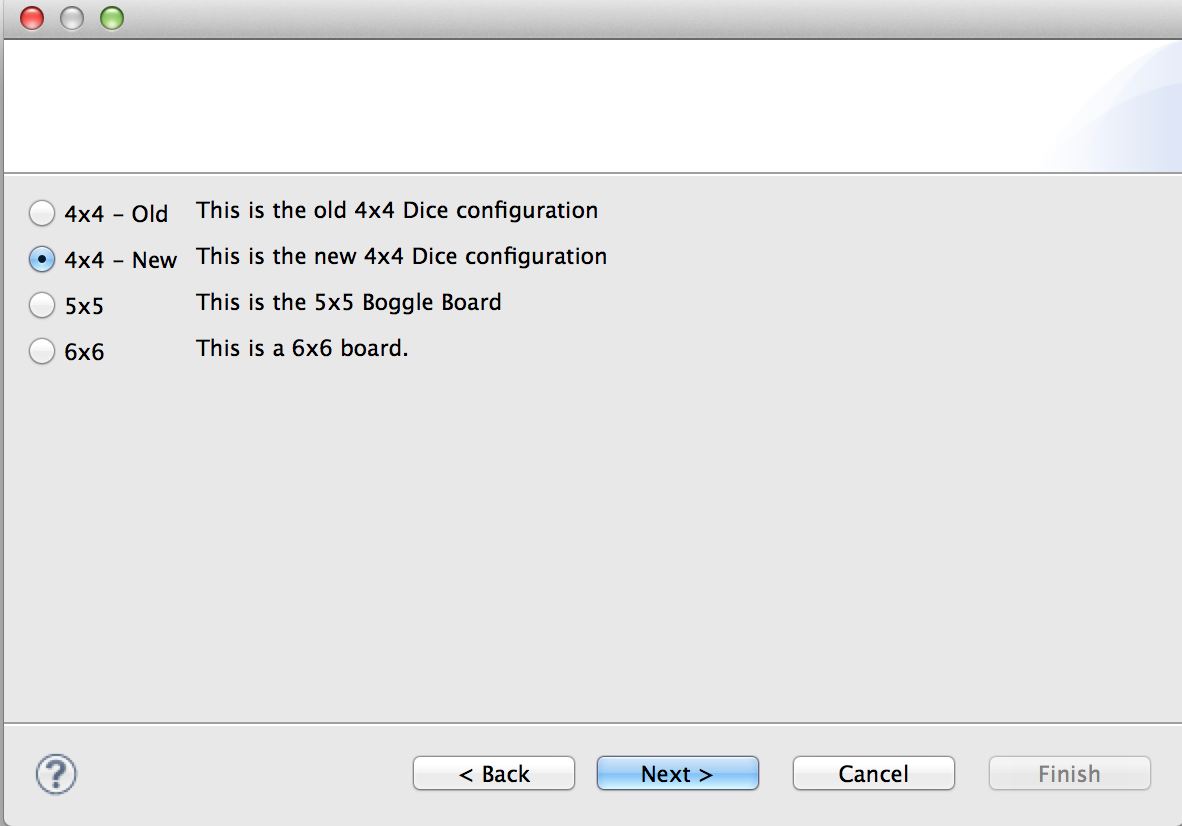 4x4 – Old This is the old 4x4 Dice configuration
4x4 – New This is the new 4x4 Dice configuration
5x5 This is the 5x5 Boggle Board
6x6 This is a 6x6 board.
? < Back Next > Cancel Finish